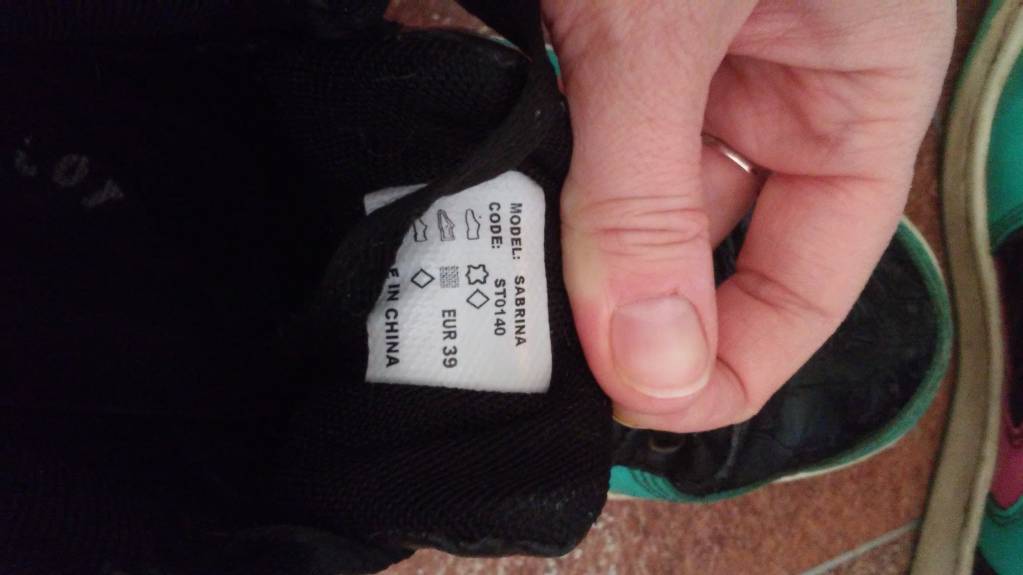 MODEL: SABRINA
CODE: ST0140
EUR 39
IN CHINA